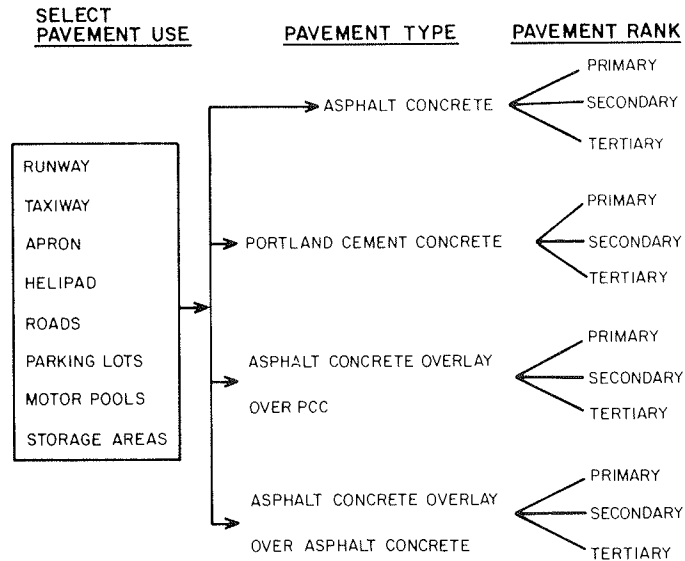 SELECT
PAVEMENT USE
PAVEMENT TYPE
PAVEMENT RANK
RUNWAY
TAXIWAY
APRON
HELIPAD
ROADS
PARKING LOTS
MOTOR POOLS
STORAGE AREAS
ASPHALT CONCRETE
PRIMARY
SECONDARY
TERTIARY
PORTLAND CEMENT CONCRETE
PRIMARY
SECONDARY
TERTIARY
ASPHALT CONCRETE OVERLAY
OVER PCC
PRIMARY
SECONDARY
TERTIARY
ASPHALT CONCRETE OVERLAY
OVER ASPHALT CONCRETE
PRIMARY
SECONDARY
TERTIARY